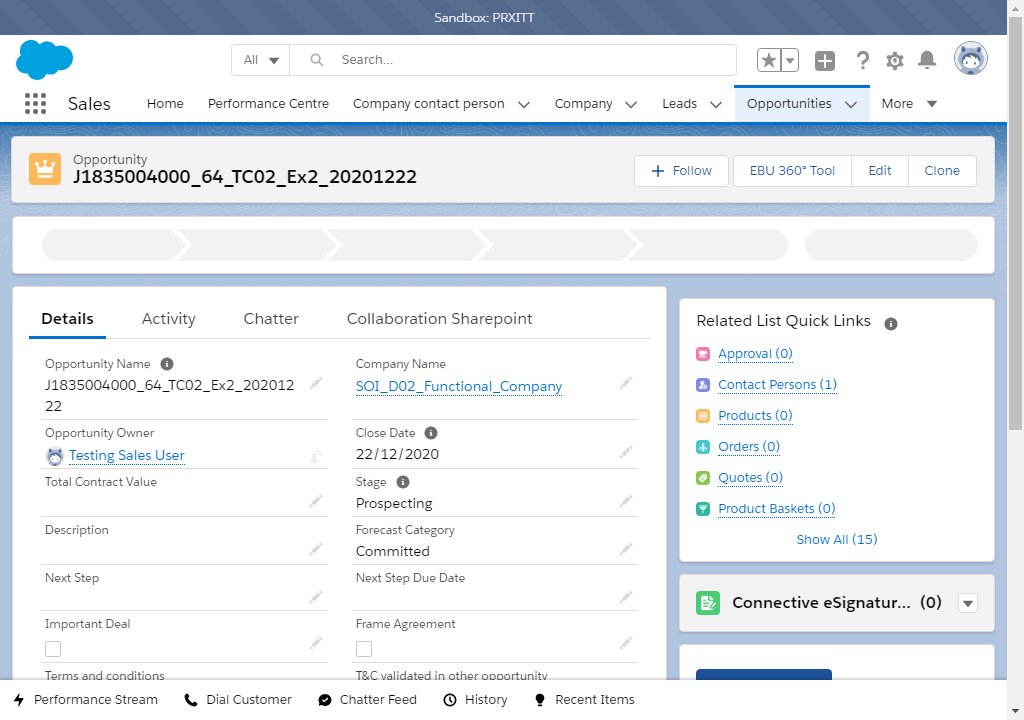 Sandbox: PRXITT
All
Search...
Sales
Home
Performance Centre
Company contact person
Company
Leads
Opportunities
More
Opportunity
J1835004000_64_TC02_Ex2_20201222
Follow
EBU 360° Tool
Edit
Clone
Details
Activity
Chatter
Collaboration Sharepoint
Opportunity Name
J1835004000_64_TC02_Ex2_202012
22
Company Name
SOI_D02_Functional_Company
Opportunity Owner
Testing Sales User
Close Date
22/12/2020
Total Contract Value
Stage
Prospecting
Description
Forecast Category
Committed
Next Step
Next Step Due Date
Important Deal
Frame Agreement
Terms and conditions
T&C validated in other opportunity
Related List Quick Links
Approval (0)
Contact Persons (1)
Products (0)
Orders (0)
Quotes (0)
Product Baskets (0)
Show All (15)
Connective eSignatur... (0)
Performance Stream
Dial Customer
Chatter Feed
History
Recent Items